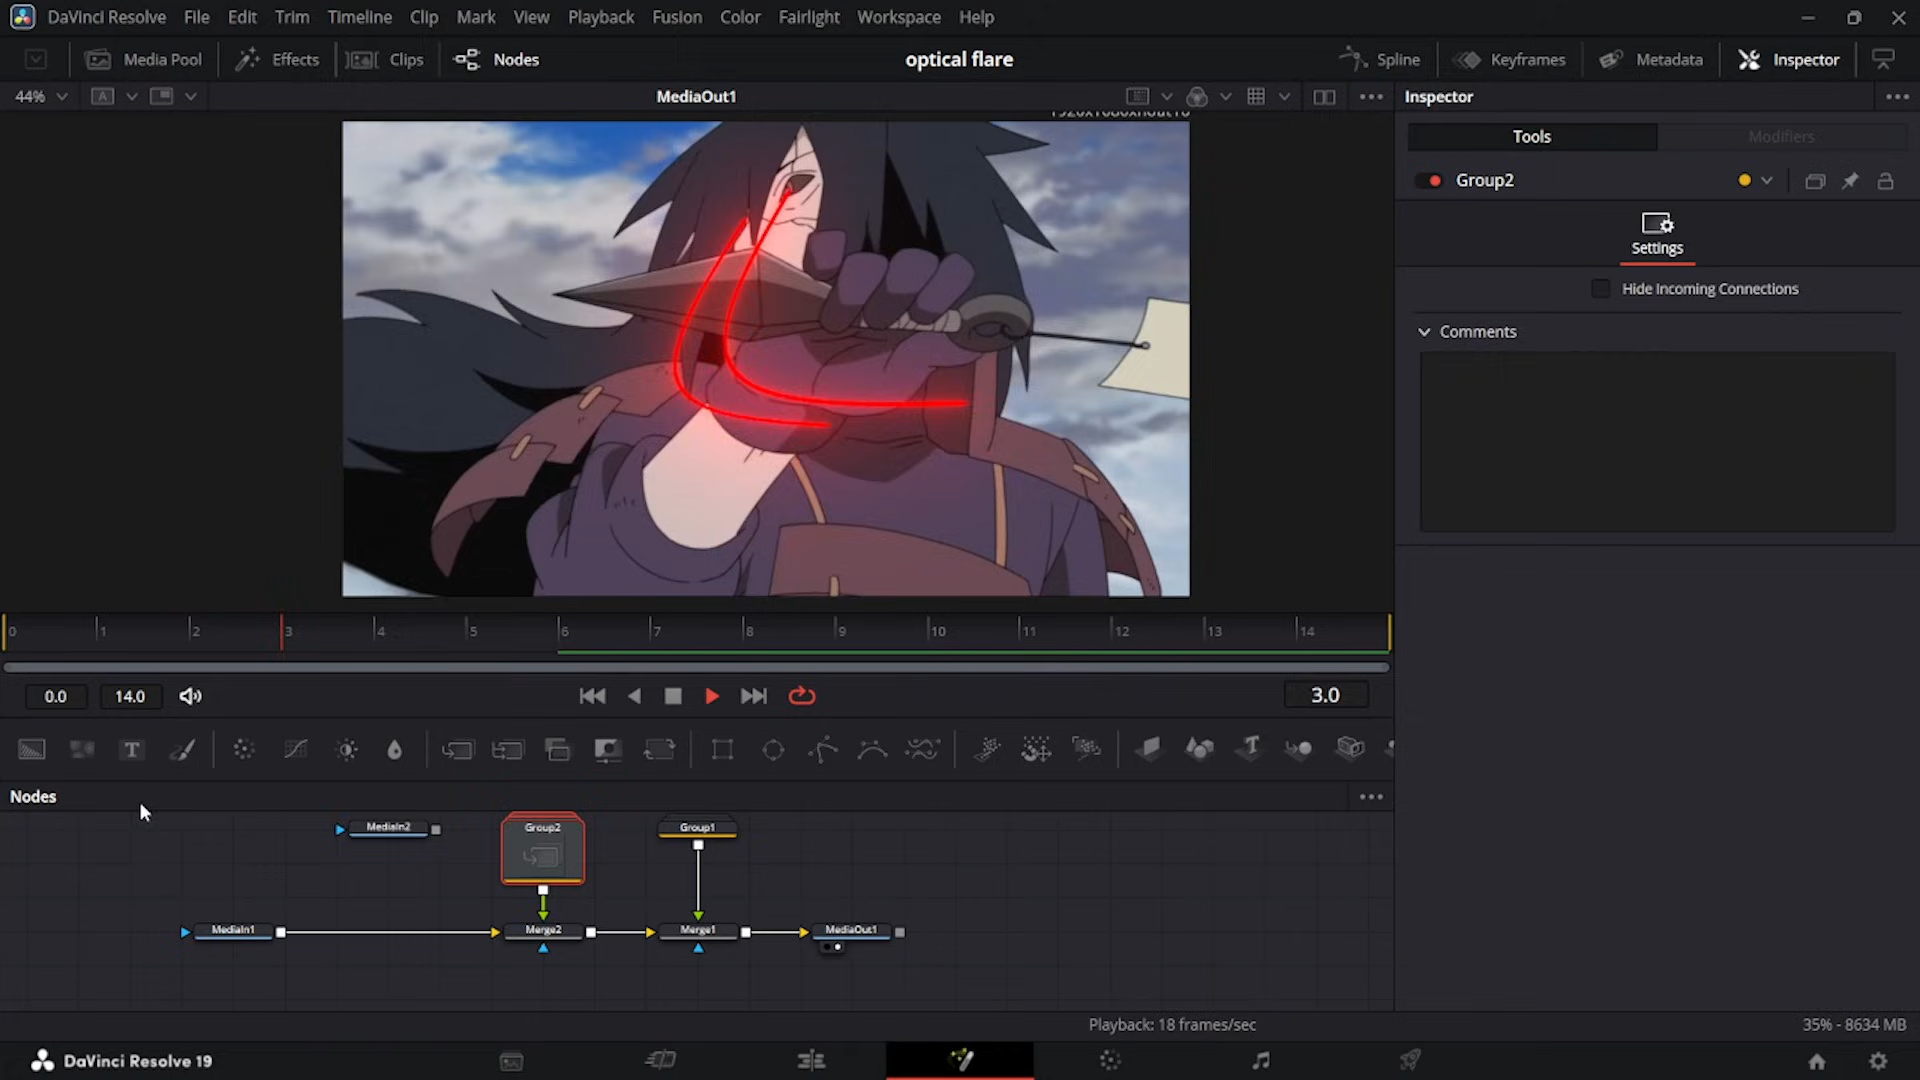 DaVinci Resolve File Edit Trim Timeline Clip Mark View Playback Fusion Color Fairlight Workspace Help
Media Pool Effects Clips Nodes optical flare Spline Keyframes Metadata Inspector
44% A MediaOut1 Inspector
Tools Modifiers
Group2
Settings
Hide Incoming Connections
Comments
0 1 2 3 4 5 6 7 8 9 10 11 12 13 14
0.0 14.0 3.0
Nodes
MediaIn2 Group2 Group1
MediaIn1 Merge2 Merge1 MediaOut1
Playback: 18 frames/sec 35% - 8634 MB
DaVinci Resolve 19